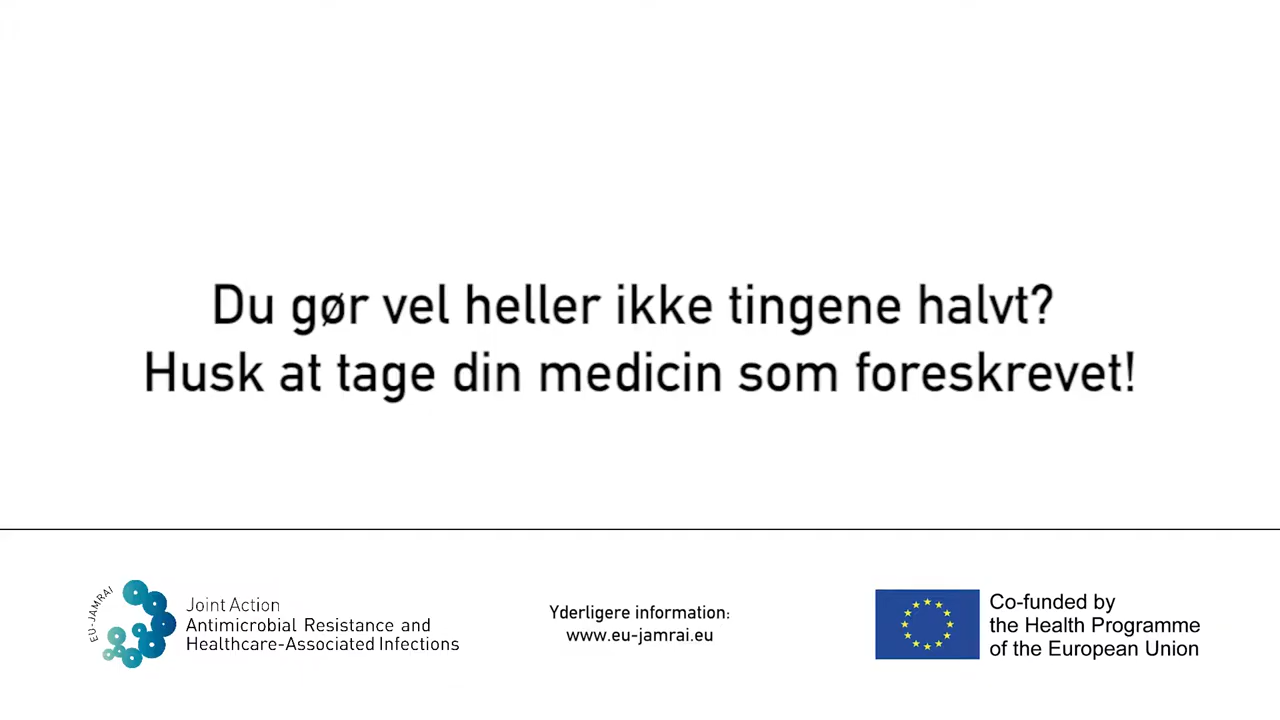 Du gør vel heller ikke tingene halvt?
Husk at tage din medicin som foreskrevet!
EU-JAMRAI
Joint Action
Antimicrobial Resistance and
Healthcare-Associated Infections
Yderligere information:
www.eu-jamrai.eu
Co-funded by
the Health Programme
of the European Union